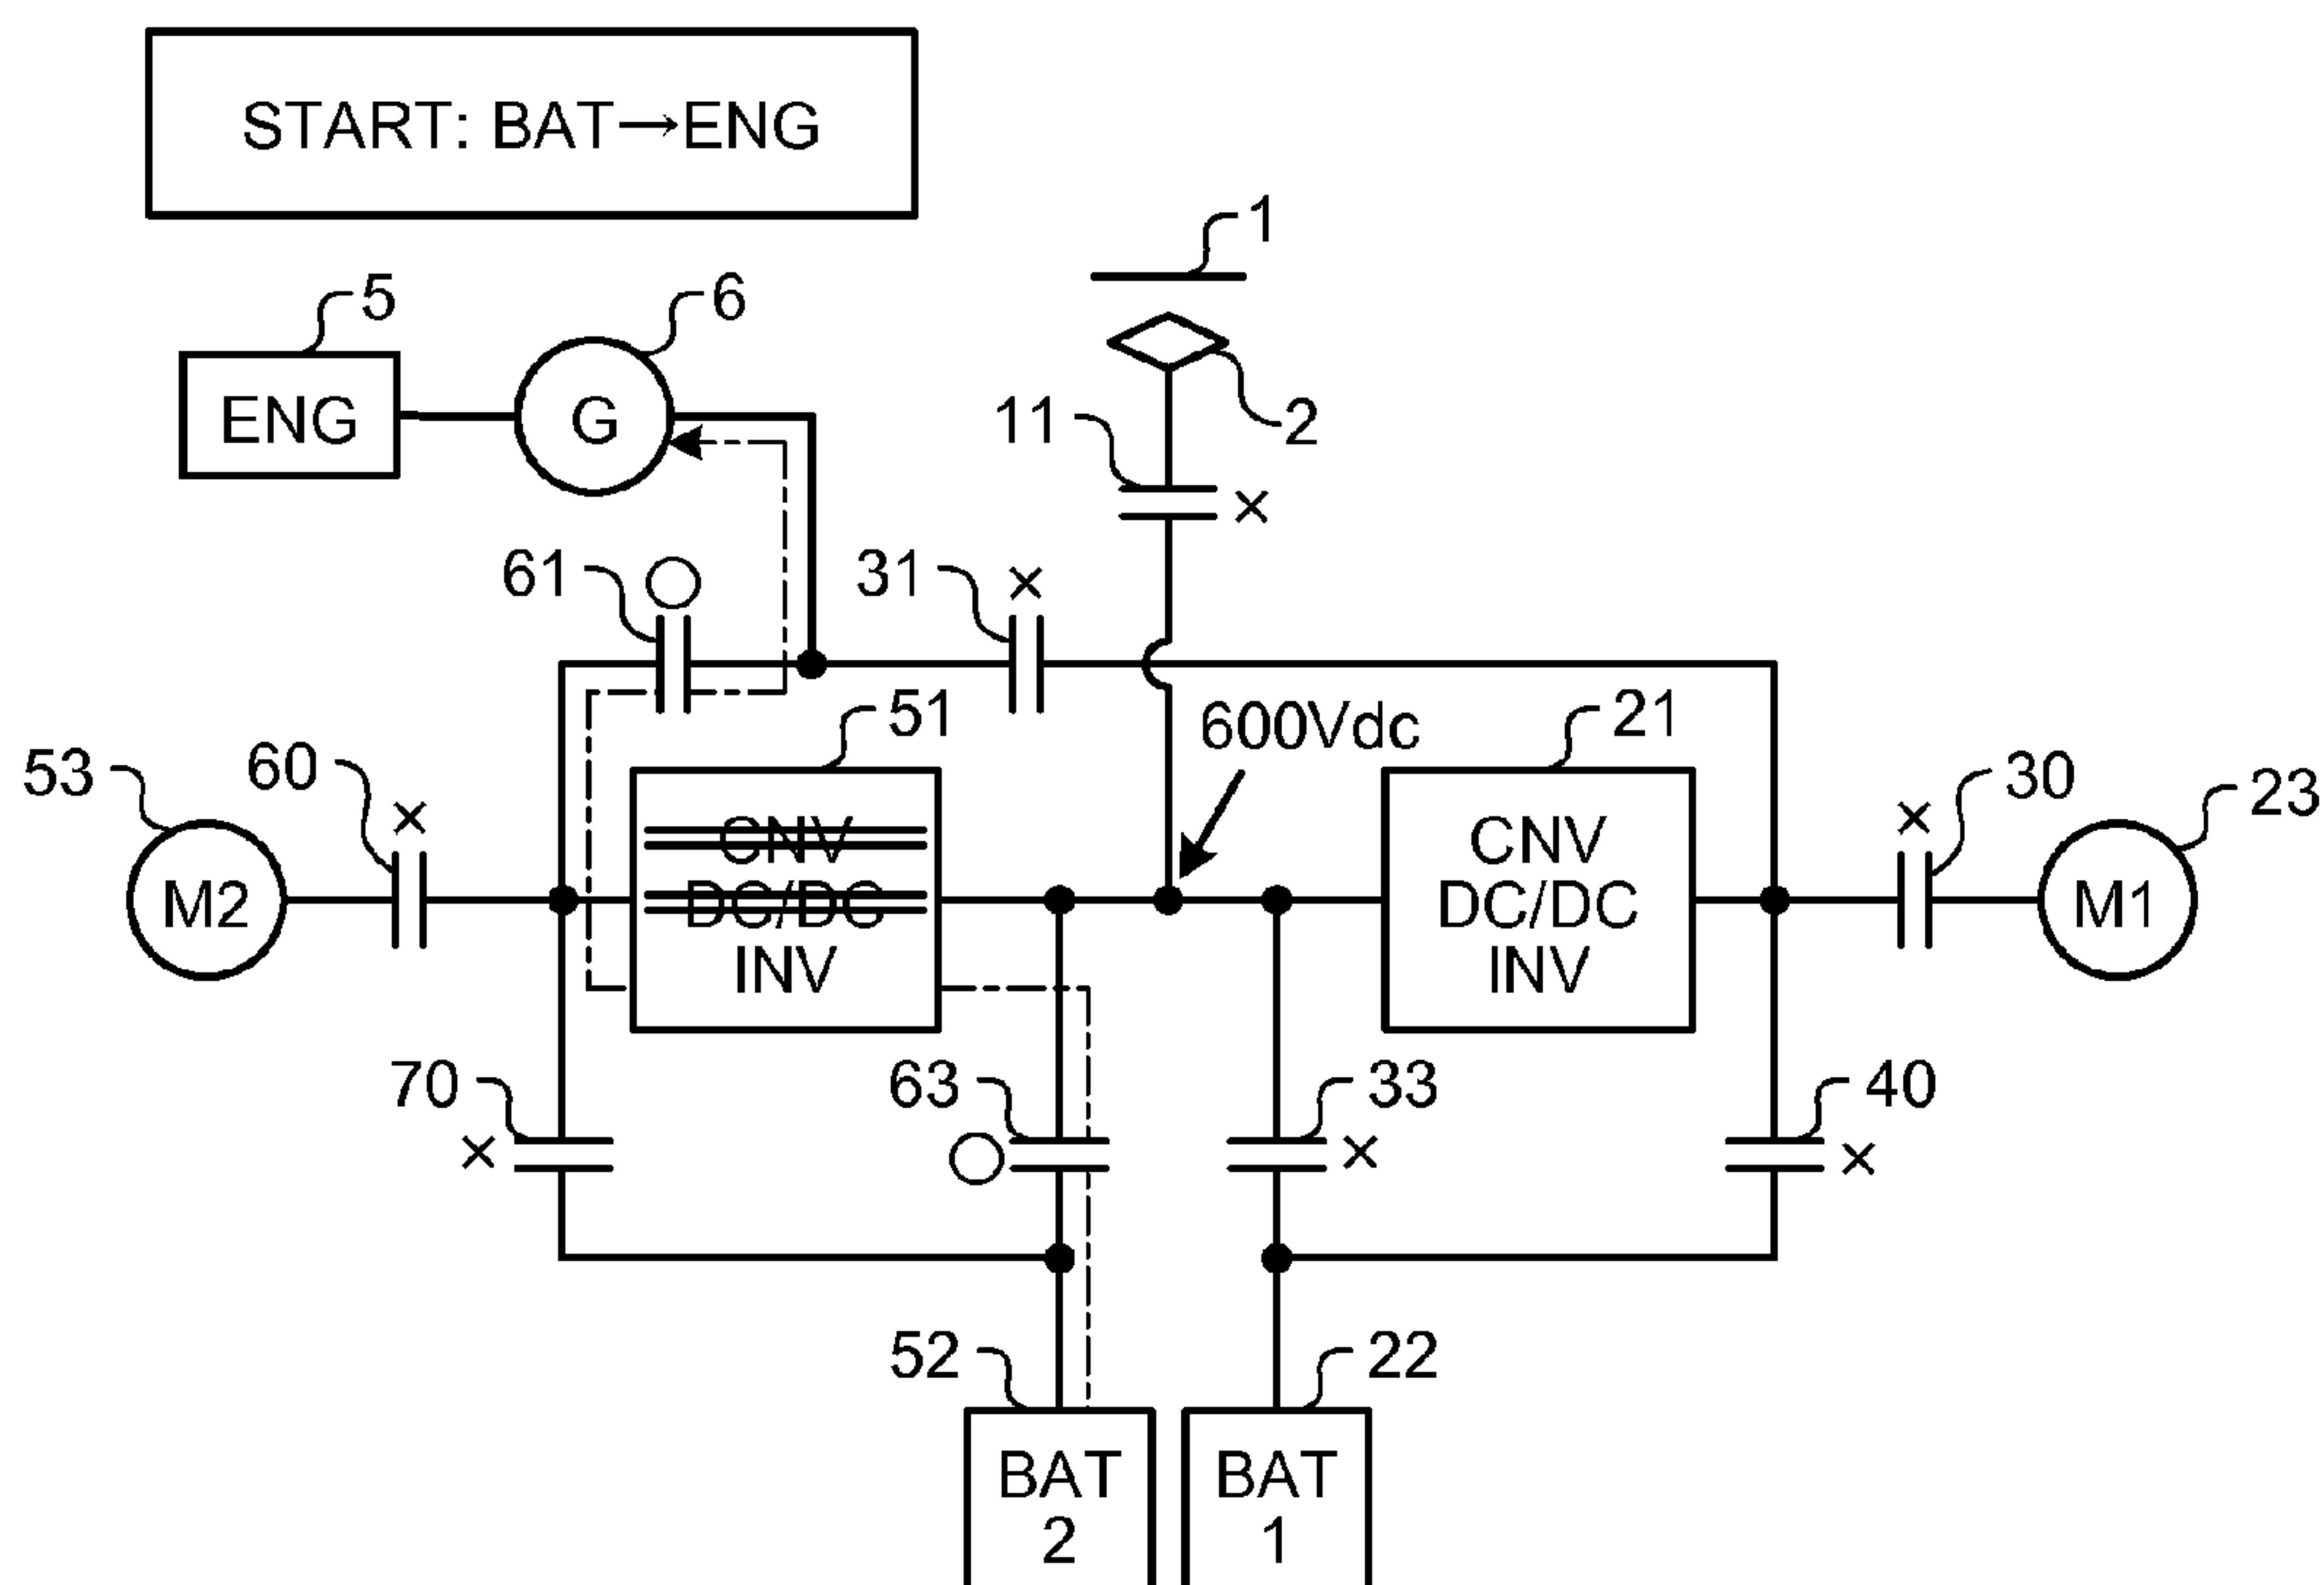 START: BAT→ENG
1
5
6
ENG
G
11
2
×
61
31
×
51
600Vdc
21
53
60
×
30
23
×
M2
CNV
DC/DC
INV
CNV
DC/DC
INV
M1
70
63
33
40
×
×
×
52
22
BAT
2
BAT
1